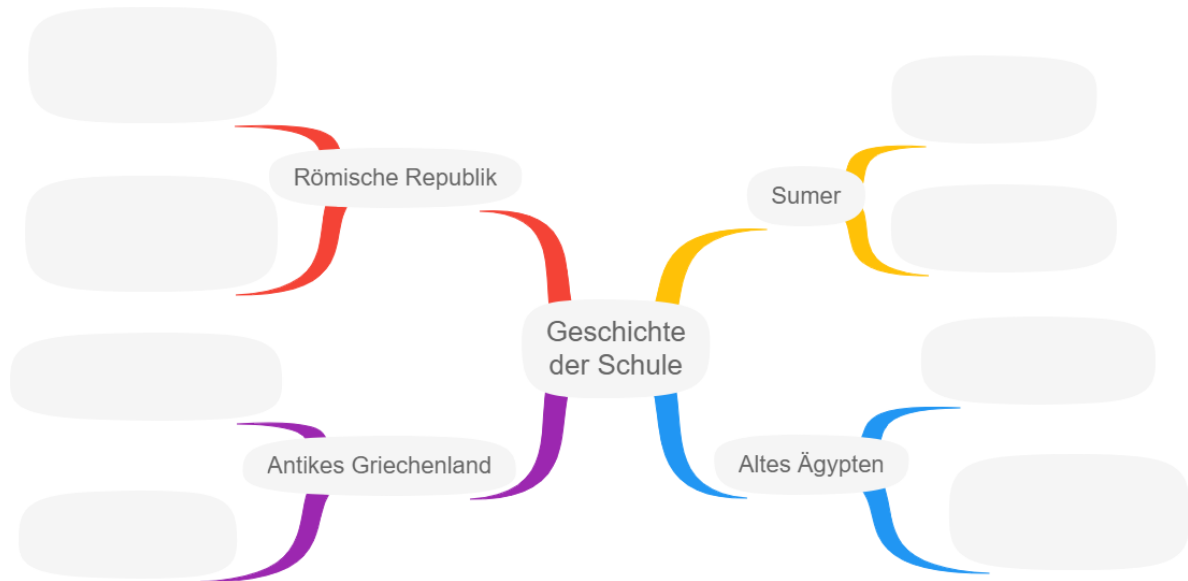 Römische Republik
Sumer
Geschichte
der Schule
Antikes Griechenland
Altes Ägypten